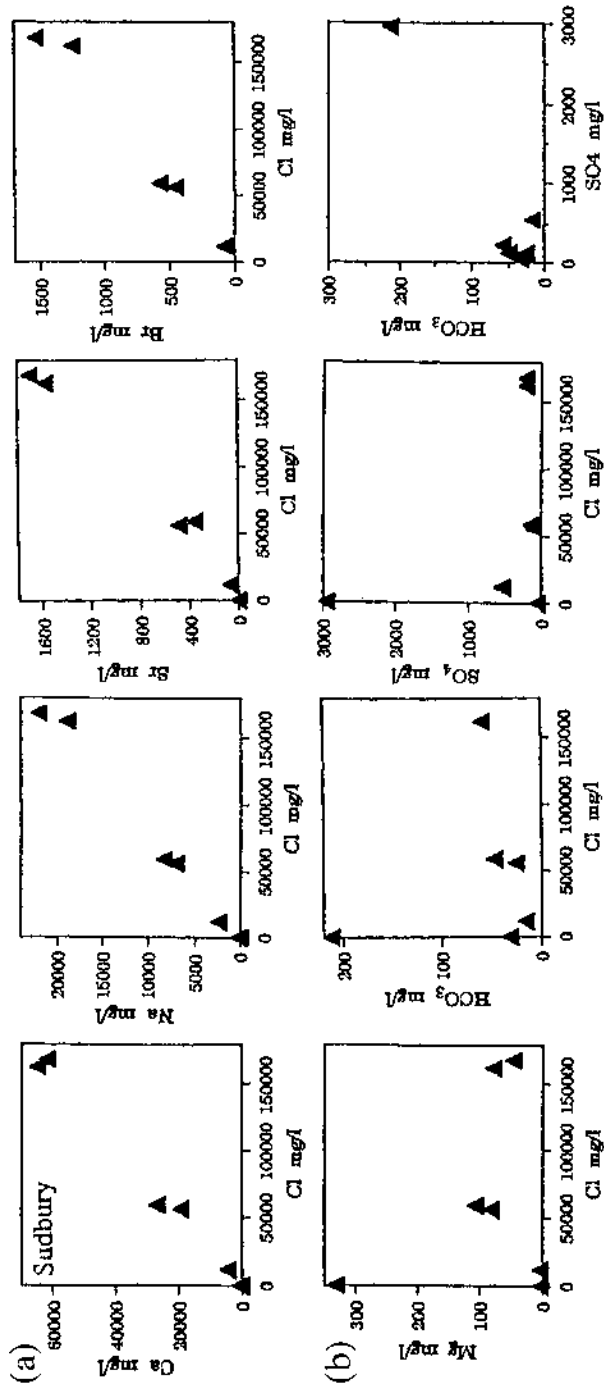 (a)
Sudbury
Ca mg/l
60000
40000
20000
0
0 50000 100000 150000
Cl mg/l
Na mg/l
20000
15000
10000
5000
0
0 50000 100000 150000
Cl mg/l
Sr mg/l
1600
1200
800
400
0
0 50000 100000 150000
Cl mg/l
Br mg/l
1500
1000
500
0
0 50000 100000 150000
Cl mg/l
(b)
Mg mg/l
300
200
100
0
0 50000 100000 150000
Cl mg/l
HCO₃ mg/l
200
100
0
0 50000 100000 150000
Cl mg/l
SO₄ mg/l
3000
2000
1000
0
0 50000 100000 150000
Cl mg/l
HCO₃ mg/l
300
200
100
0
0 1000 2000 3000
SO4 mg/l